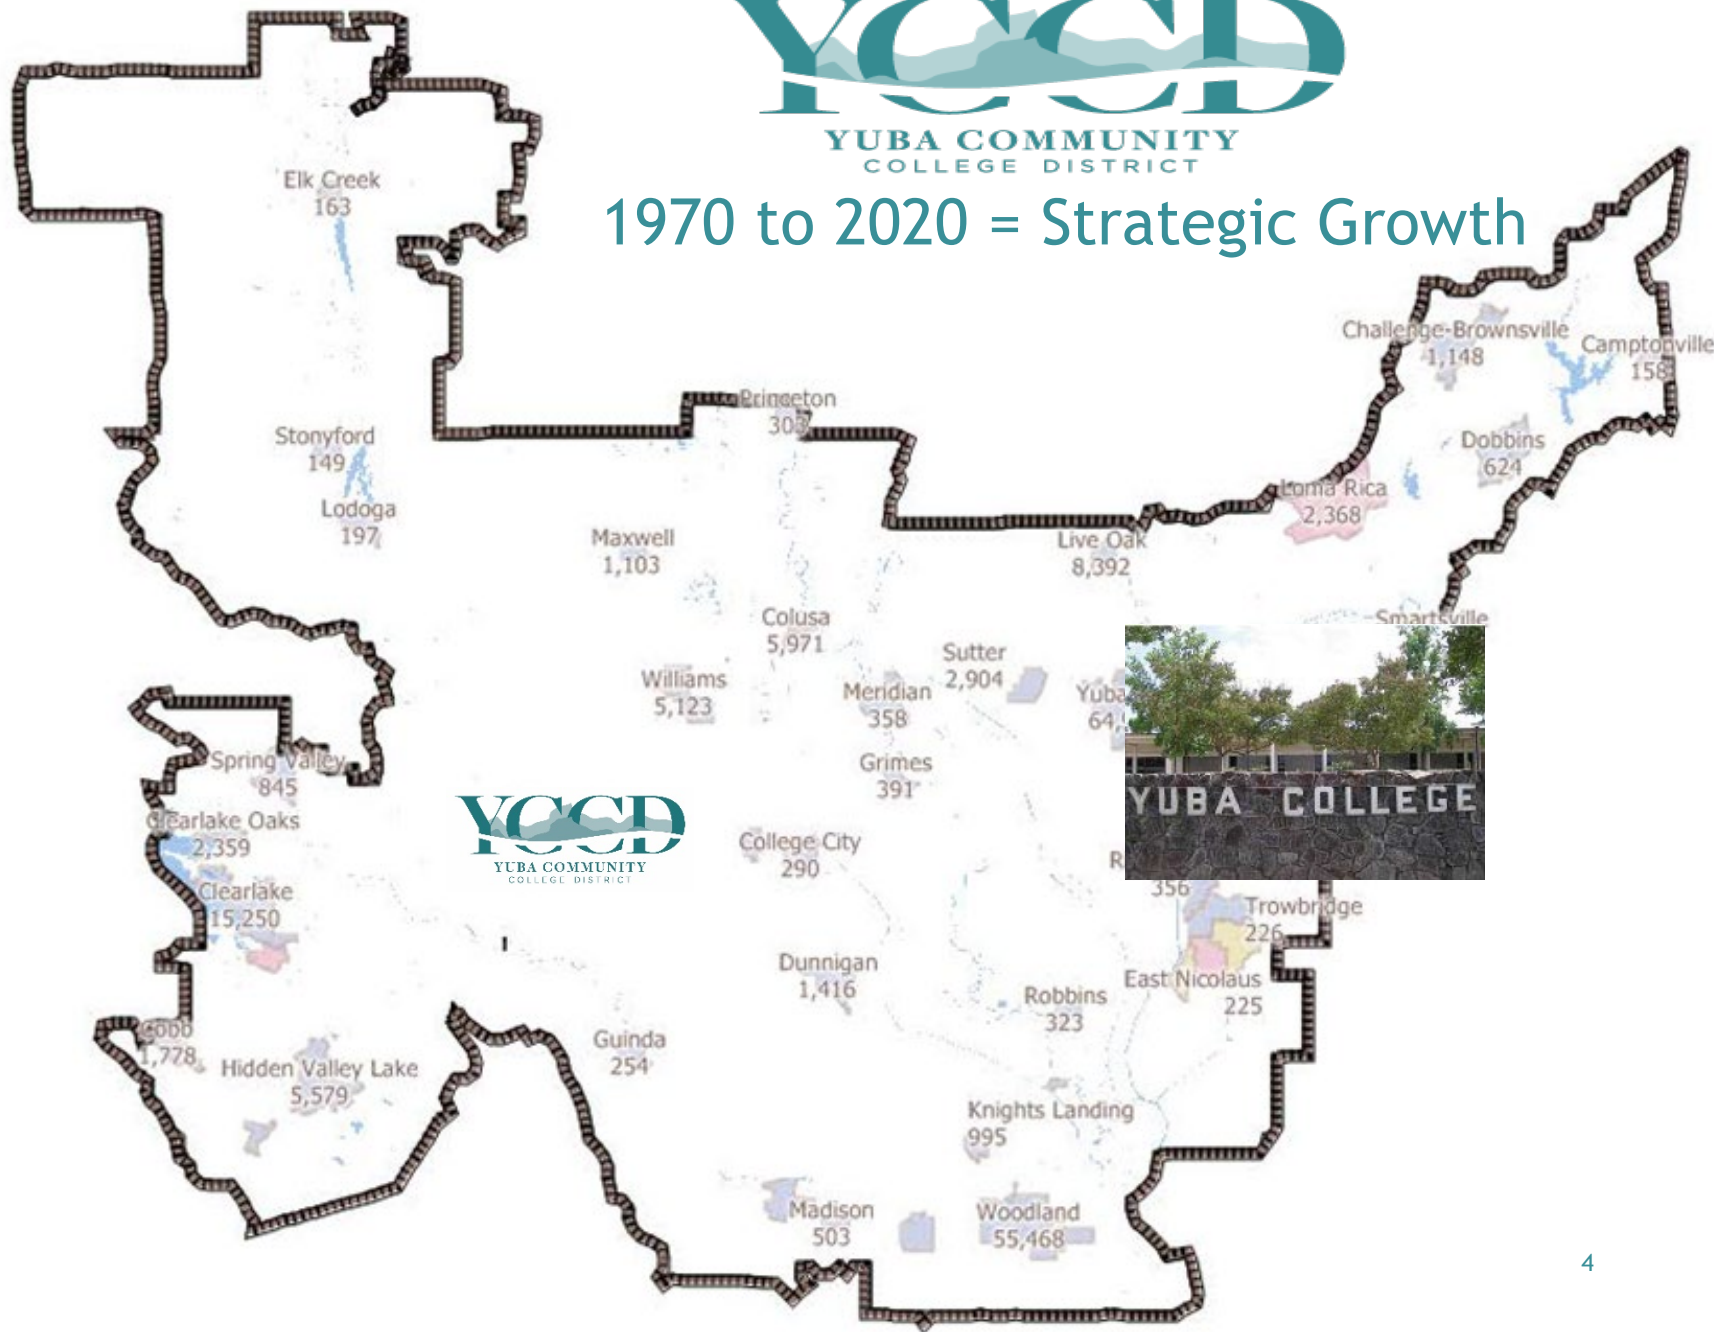 YCCD
YUBA COMMUNITY
COLLEGE DISTRICT
1970 to 2020 = Strategic Growth
Elk Creek
163
Challenge-Brownsville
1,148
Camptonville
158
Princeton
303
Stonyford
149
Dobbins
624
Lodoga
197
Loma Rica
2,368
Maxwell
1,103
Live Oak
8,392
Colusa
5,971
Smartsville
Sutter
2,904
Williams
5,123
Meridian
358
Yuba
64,
Spring Valley
845
Grimes
391
YUBA COLLEGE
Clearlake Oaks
2,359
YCCD
YUBA COMMUNITY
COLLEGE DISTRICT
College City
290
R
356
Clearlake
15,250
Trowbridge
226
Dunnigan
1,416
East Nicolaus
225
Robbins
323
Cobb
1,778
Guinda
254
Hidden Valley Lake
5,579
Knights Landing
995
Madison
503
Woodland
55,468
4